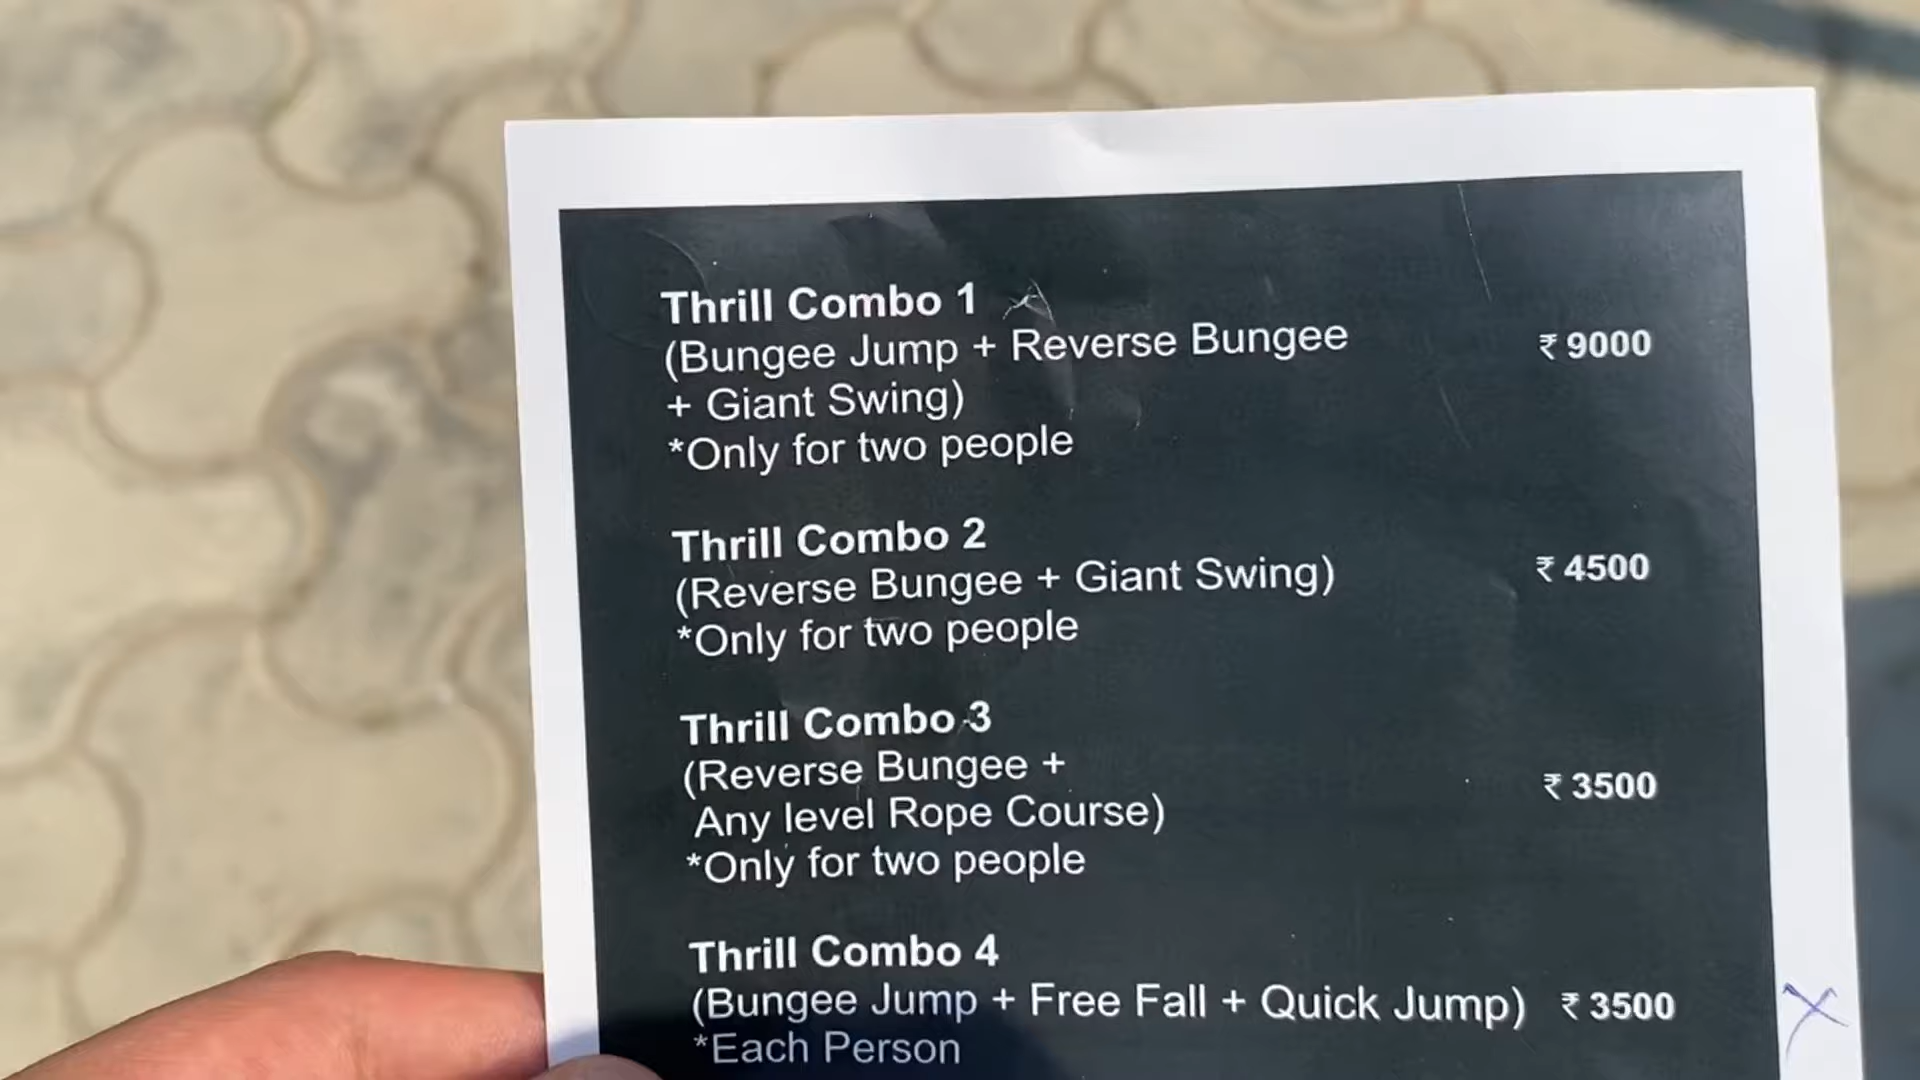 Thrill Combo 1
(Bungee Jump + Reverse Bungee
+ Giant Swing)
*Only for two people
₹ 9000
Thrill Combo 2
(Reverse Bungee + Giant Swing)
*Only for two people
₹ 4500
Thrill Combo 3
(Reverse Bungee +
Any level Rope Course)
*Only for two people
₹ 3500
Thrill Combo 4
(Bungee Jump + Free Fall + Quick Jump) ₹ 3500
*Each Person